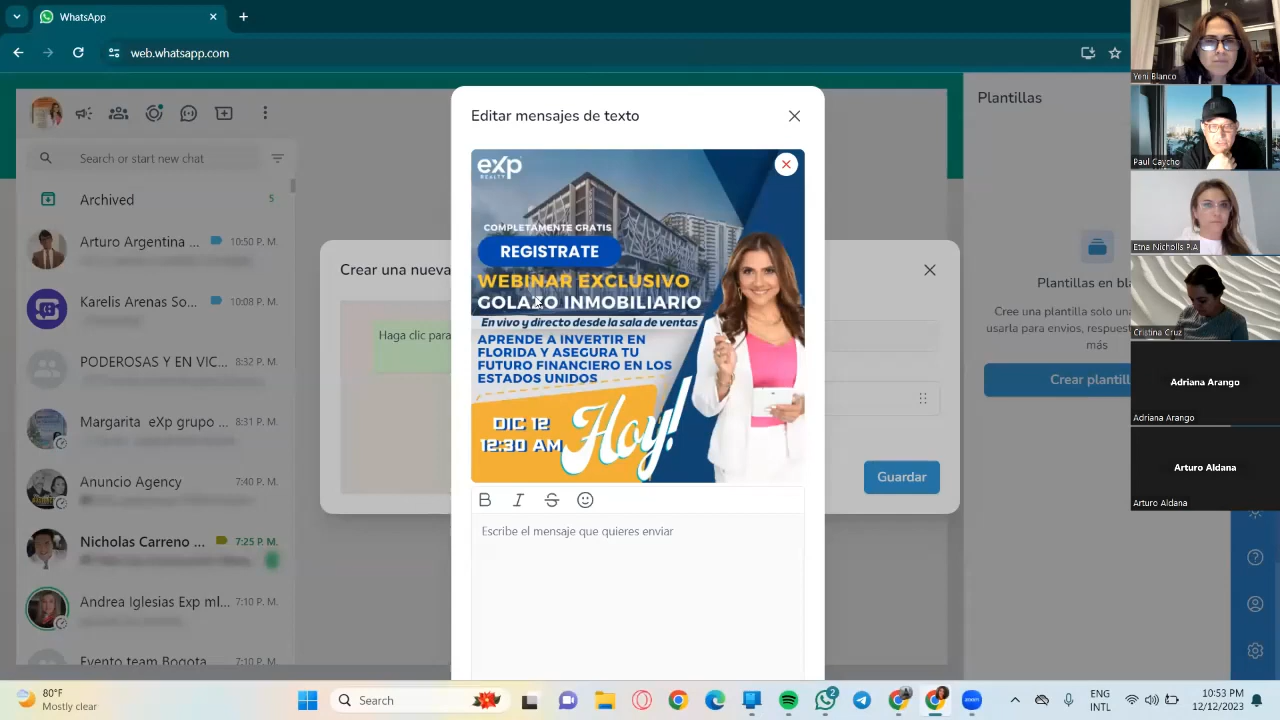 WhatsApp
web.whatsapp.com
Search or start new chat
Archived
5
Arturo Argentina ...
10:50 P. M.
Karelis Arenas So...
10:08 P. M.
PODEROSAS Y EN VIC...
8:32 P. M.
Margarita eXp grupo ...
8:31 P. M.
Anuncio Agency
7:40 P. M.
Nicholas Carreno ...
7:25 P. M.
Andrea Iglesias Exp ml...
7:10 P. M.
Evento team Bogota
7:10 P. M.
Crear una nueva
Haga clic para
Guardar
Editar mensajes de texto
eXp
REALTY
COMPLETAMENTE GRATIS
REGISTRATE
WEBINAR EXCLUSIVO
GOLAZO INMOBILIARIO
En vivo y directo desde la sala de ventas
APRENDE A INVERTIR EN
FLORIDA Y ASEGURA TU
FUTURO FINANCIERO EN LOS
ESTADOS UNIDOS
DIC 12
12:30 AM
Hoy!
B I S
Escribe el mensaje que quieres enviar
Plantillas
Plantillas en bla
Cree una plantilla solo una
usarla para envios, respuest
más
Crear plantill
Yeni Blanco
Paul Caycho
Etna Nicholls P.A
Cristina Cruz
Adriana Arango
Adriana Arango
Arturo Aldana
Arturo Aldana
80°F
Mostly clear
Search
zoom
2
ENG
INTL
10:53 PM
12/12/2023